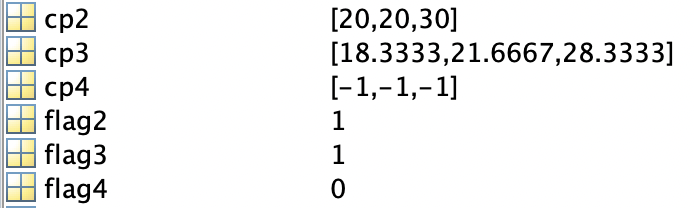 cp2 [20,20,30]
cp3 [18.3333,21.6667,28.3333]
cp4 [-1,-1,-1]
flag2 1
flag3 1
flag4 0